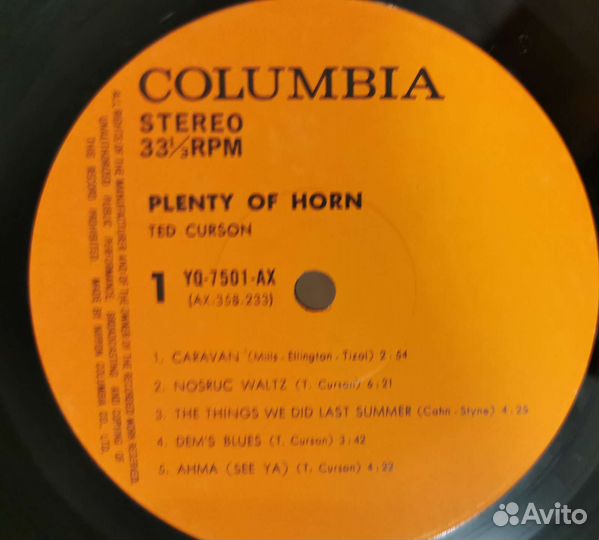 COLUMBIA
STEREO
33⅓RPM
PLENTY OF HORN
TED CURSON
1
YQ-7501-AX
(AX.358.233)
1. CARAVAN (Mills-Ellington-Tizol) 2:54
2. NOSRUC WALTZ (T. Curson) 6:21
3. THE THINGS WE DID LAST SUMMER (Cahn-Styne) 4:25
4. DEM'S BLUES (T. Curson) 3:42
5. AHMA (SEE YA) (T. Curson) 4:22
ALL RIGHTS OF THE MANUFACTURER AND OF THE OWNER OF THE RECORDED WORK RESERVED.
UNAUTHORIZED PUBLIC PERFORMANCE, BROADCASTING AND COPYING OF
THIS RECORD PROHIBITED. MADE BY NIPPON COLUMBIA CO., LTD.
Avito